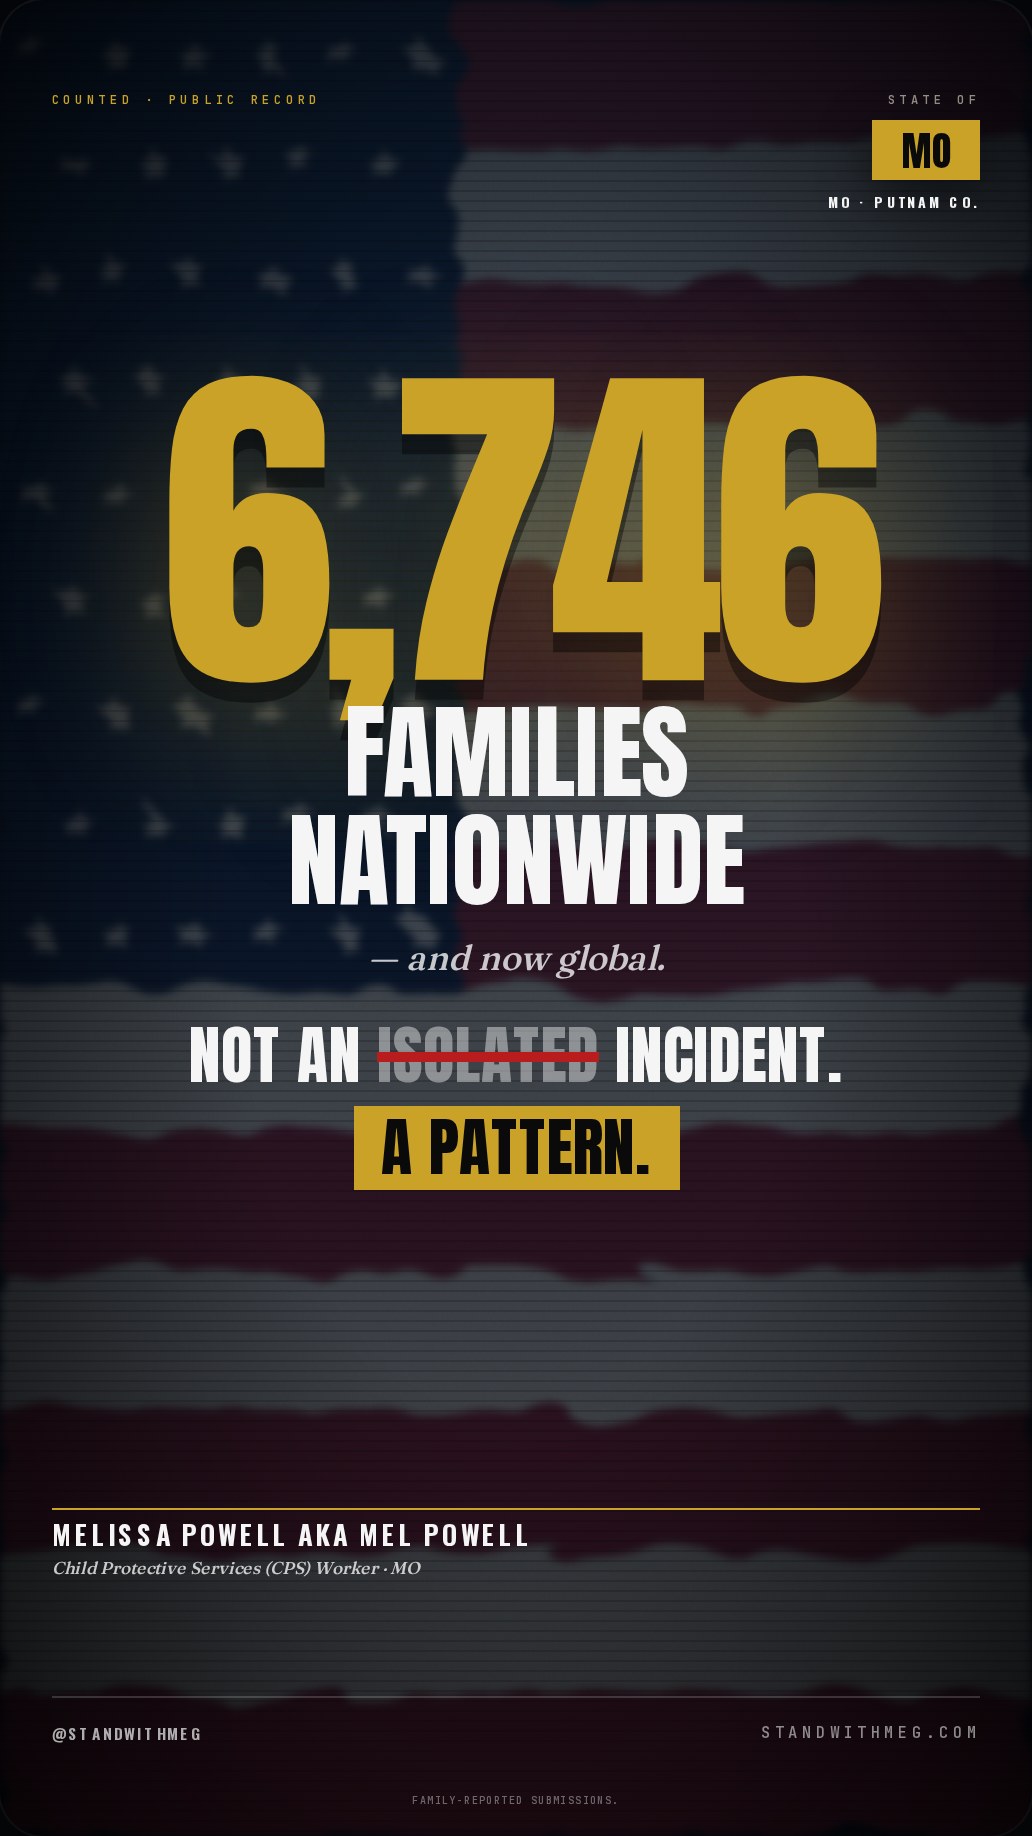 COUNTED · PUBLIC RECORD
STATE OF
MO
MO · PUTNAM CO.
6,746
FAMILIES
NATIONWIDE
— and now global.
NOT AN ISOLATED INCIDENT.
A PATTERN.
MELISSA POWELL AKA MEL POWELL
Child Protective Services (CPS) Worker · MO
@STANDWITHMEG
STANDWITHMEG.COM
FAMILY-REPORTED SUBMISSIONS.